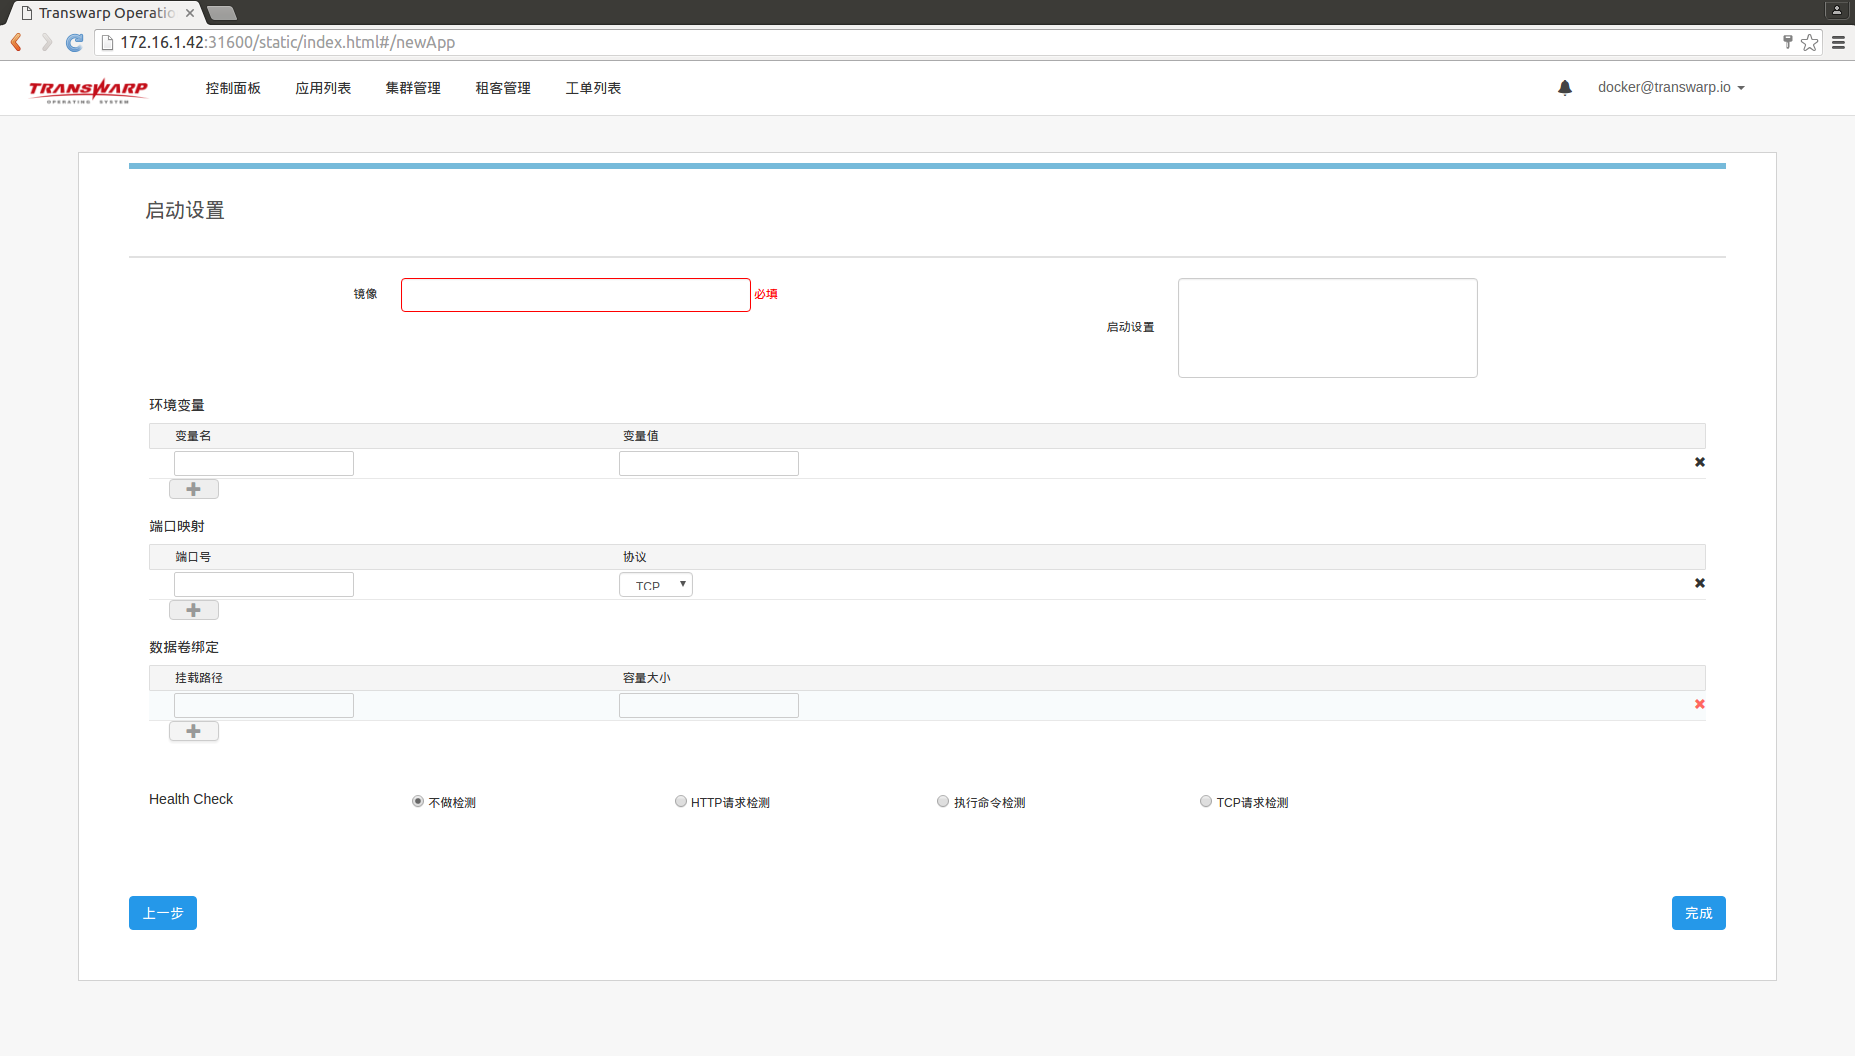 Transwarp Operatio
172.16.1.42:31600/static/index.html#/newApp
TRANSWARP
OPERATING SYSTEM
控制面板 应用列表 集群管理 租客管理 工单列表
docker@transwarp.io
启动设置
镜像 必填
启动设置
环境变量
变量名 变量值
端口映射
端口号 协议
TCP
数据卷绑定
挂载路径 容量大小
Health Check 不做检测 HTTP请求检测 执行命令检测 TCP请求检测
上一步 完成